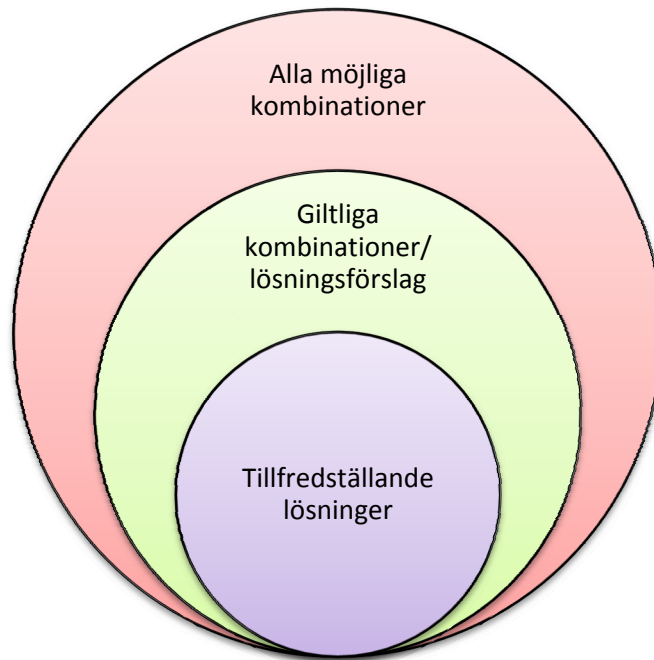 Alla möjliga
kombinationer
Giltliga
kombinationer/
lösningsförslag
Tillfredställande
lösninger